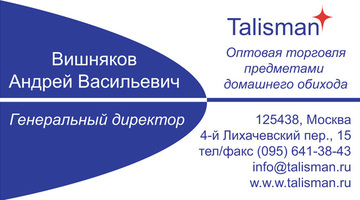 Вишняков
Андрей Васильевич
Генеральный директор
Talisman
Оптовая торговля
предметами
домашнего обихода
125438, Москва
4-й Лихачевский пер., 15
тел/факс (095) 641-38-43
info@talisman.ru
w.w.w.talisman.ru